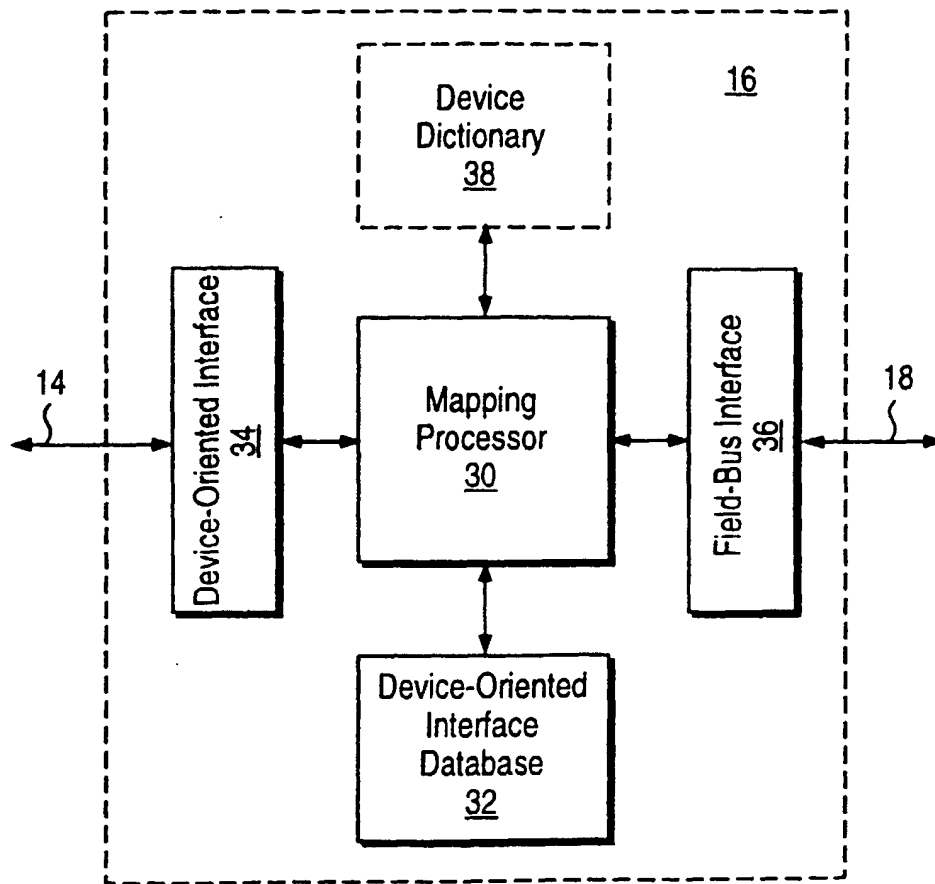 16
Device
Dictionary
38
14
Device-Oriented Interface
34
Mapping
Processor
30
Field-Bus Interface
36
18
Device-Oriented
Interface
Database
32